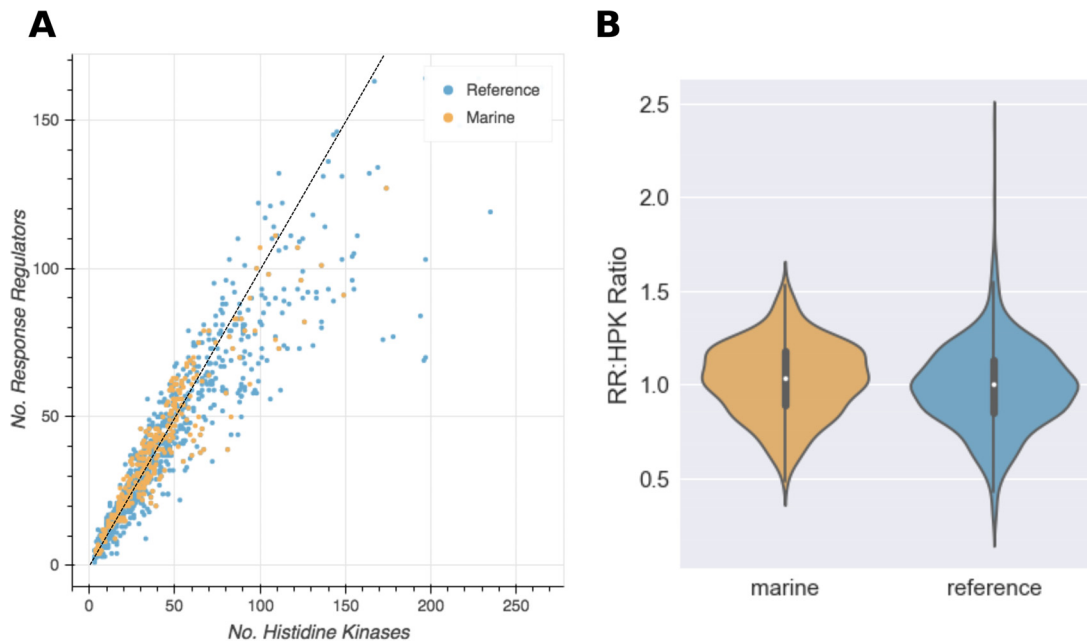 A
B
Reference
Marine
150
100
50
0
No. Response Regulators
0
50
100
150
200
250
No. Histidine Kinases
2.5
2.0
1.5
1.0
0.5
RR:HPK Ratio
marine
reference